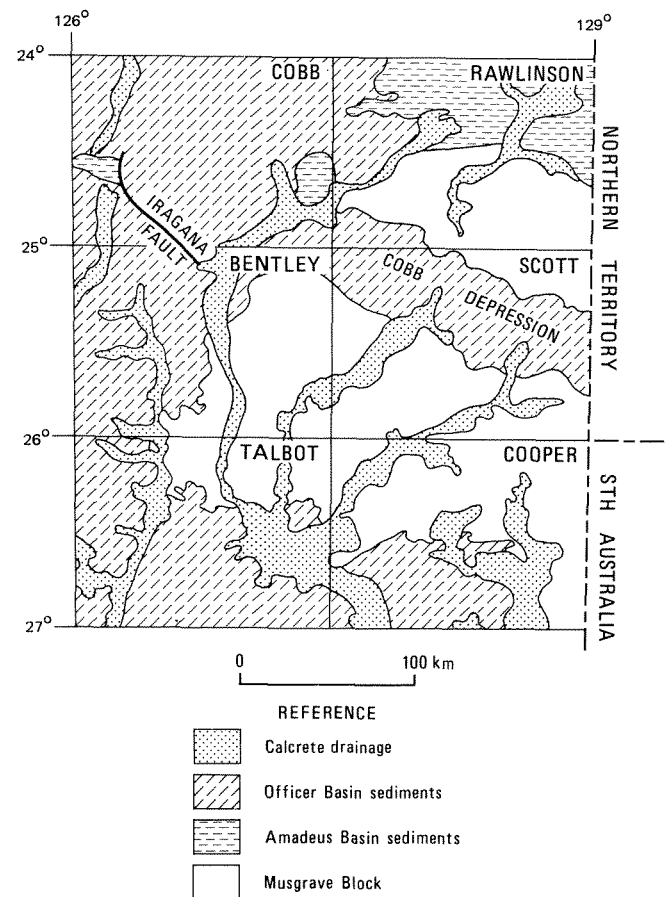 126°
129°
24°
COBB
RAWLINSON
NORTHERN TERRITORY
IRAGANA
FAULT
25°
BENTLEY
SCOTT
COBB DEPRESSION
26°
TALBOT
COOPER
STH AUSTRALIA
27°
0 100 km
REFERENCE
Calcrete drainage
Officer Basin sediments
Amadeus Basin sediments
Musgrave Block